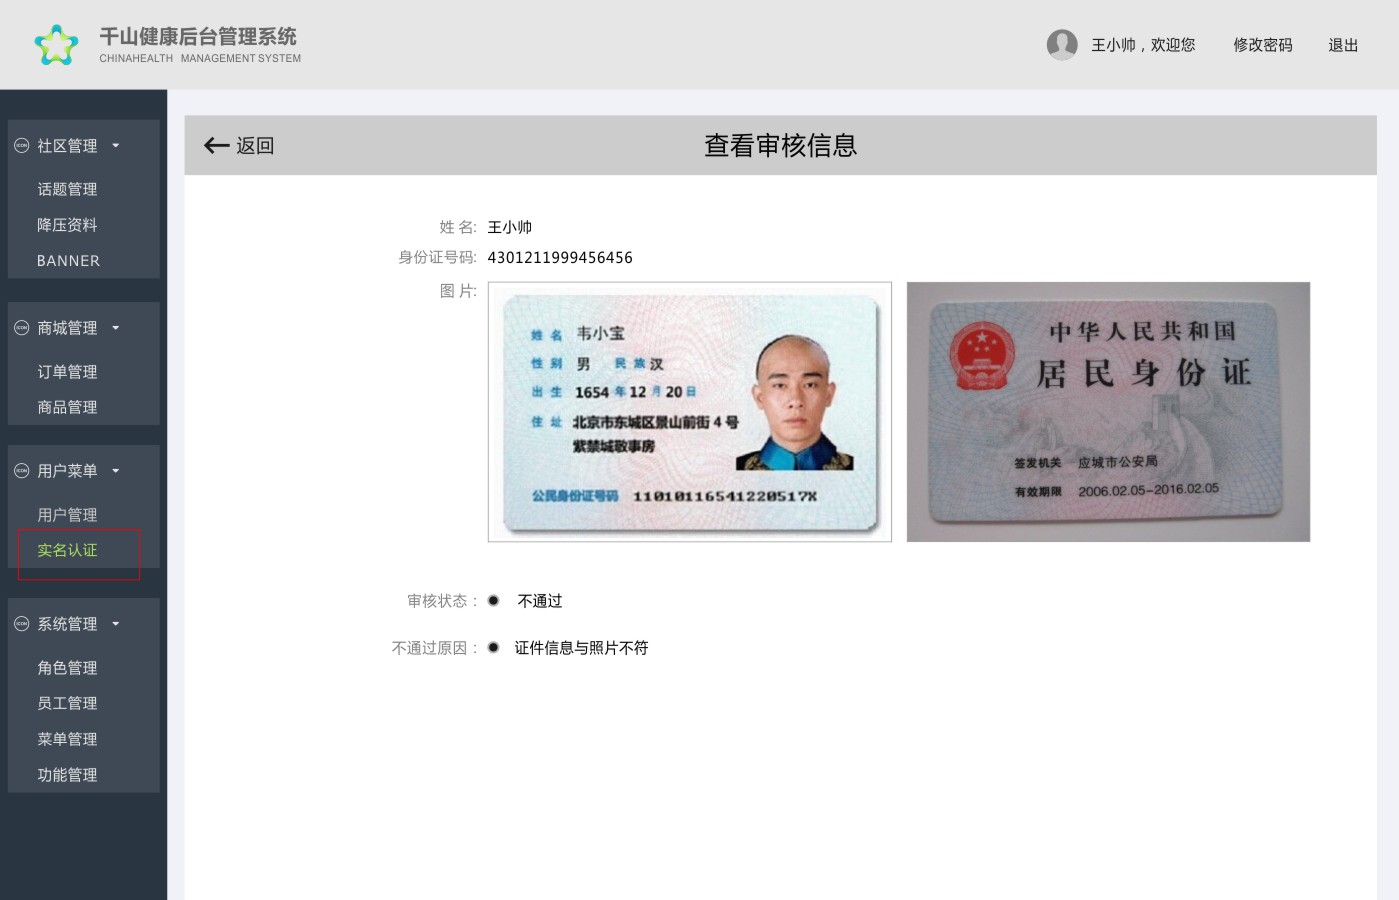 千山健康后台管理系统
CHINAHEALTH MANAGEMENT SYSTEM
王小帅，欢迎您 修改密码 退出
社区管理
话题管理
降压资料
BANNER
商城管理
订单管理
商品管理
用户菜单
用户管理
实名认证
系统管理
角色管理
员工管理
菜单管理
功能管理
返回 查看审核信息
姓 名: 王小帅
身份证号码: 4301211999456456
图 片:
姓 名 韦小宝
性 别 男 民 族 汉
出 生 1654 年 12 月 20 日
住 址 北京市东城区景山前街 4 号
紫禁城敬事房
公民身份证号码 11010116541220517X
中华人民共和国
居民身份证
签发机关 应城市公安局
有效期限 2006.02.05-2016.02.05
审核状态： 不通过
不通过原因： 证件信息与照片不符